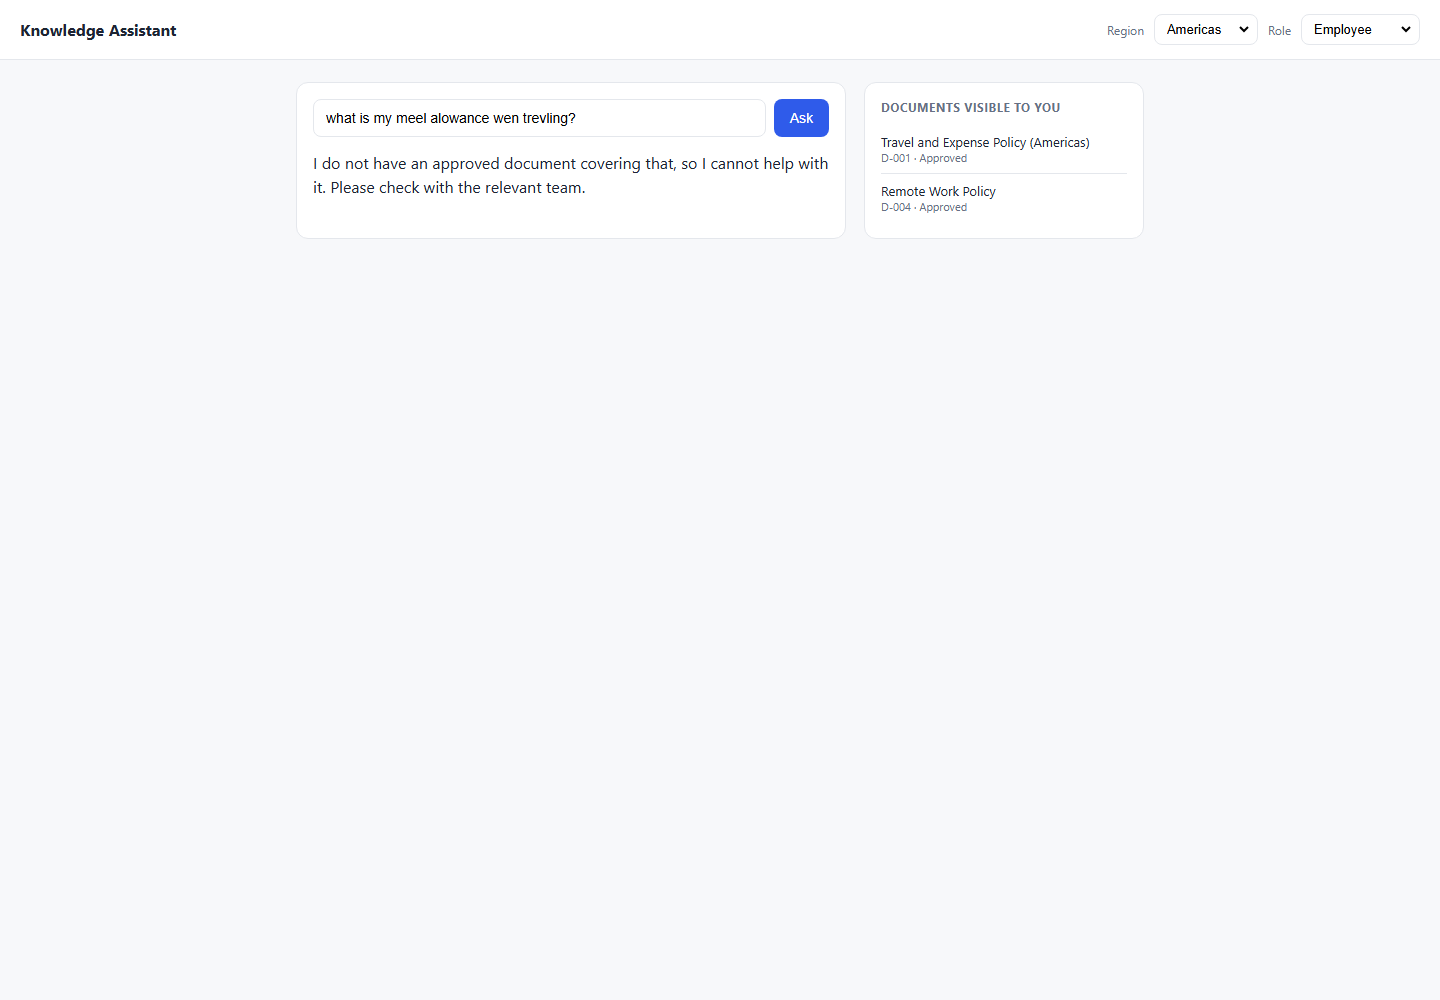 Knowledge Assistant
Region Americas Role Employee
what is my meel alowance wen trevling? Ask
I do not have an approved document covering that, so I cannot help with
it. Please check with the relevant team.
DOCUMENTS VISIBLE TO YOU
Travel and Expense Policy (Americas)
D-001 · Approved
Remote Work Policy
D-004 · Approved